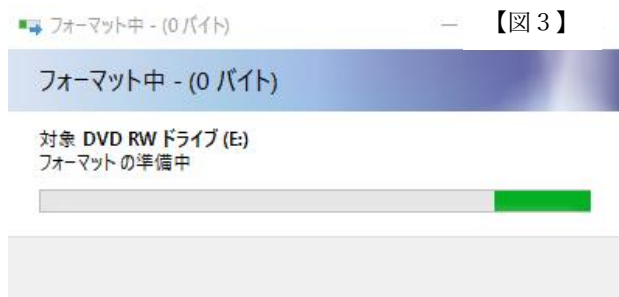 フォーマット中 - (0 バイト)
【図３】
フォーマット中 - (0 バイト)
対象 DVD RW ドライブ (E:)
フォーマットの準備中